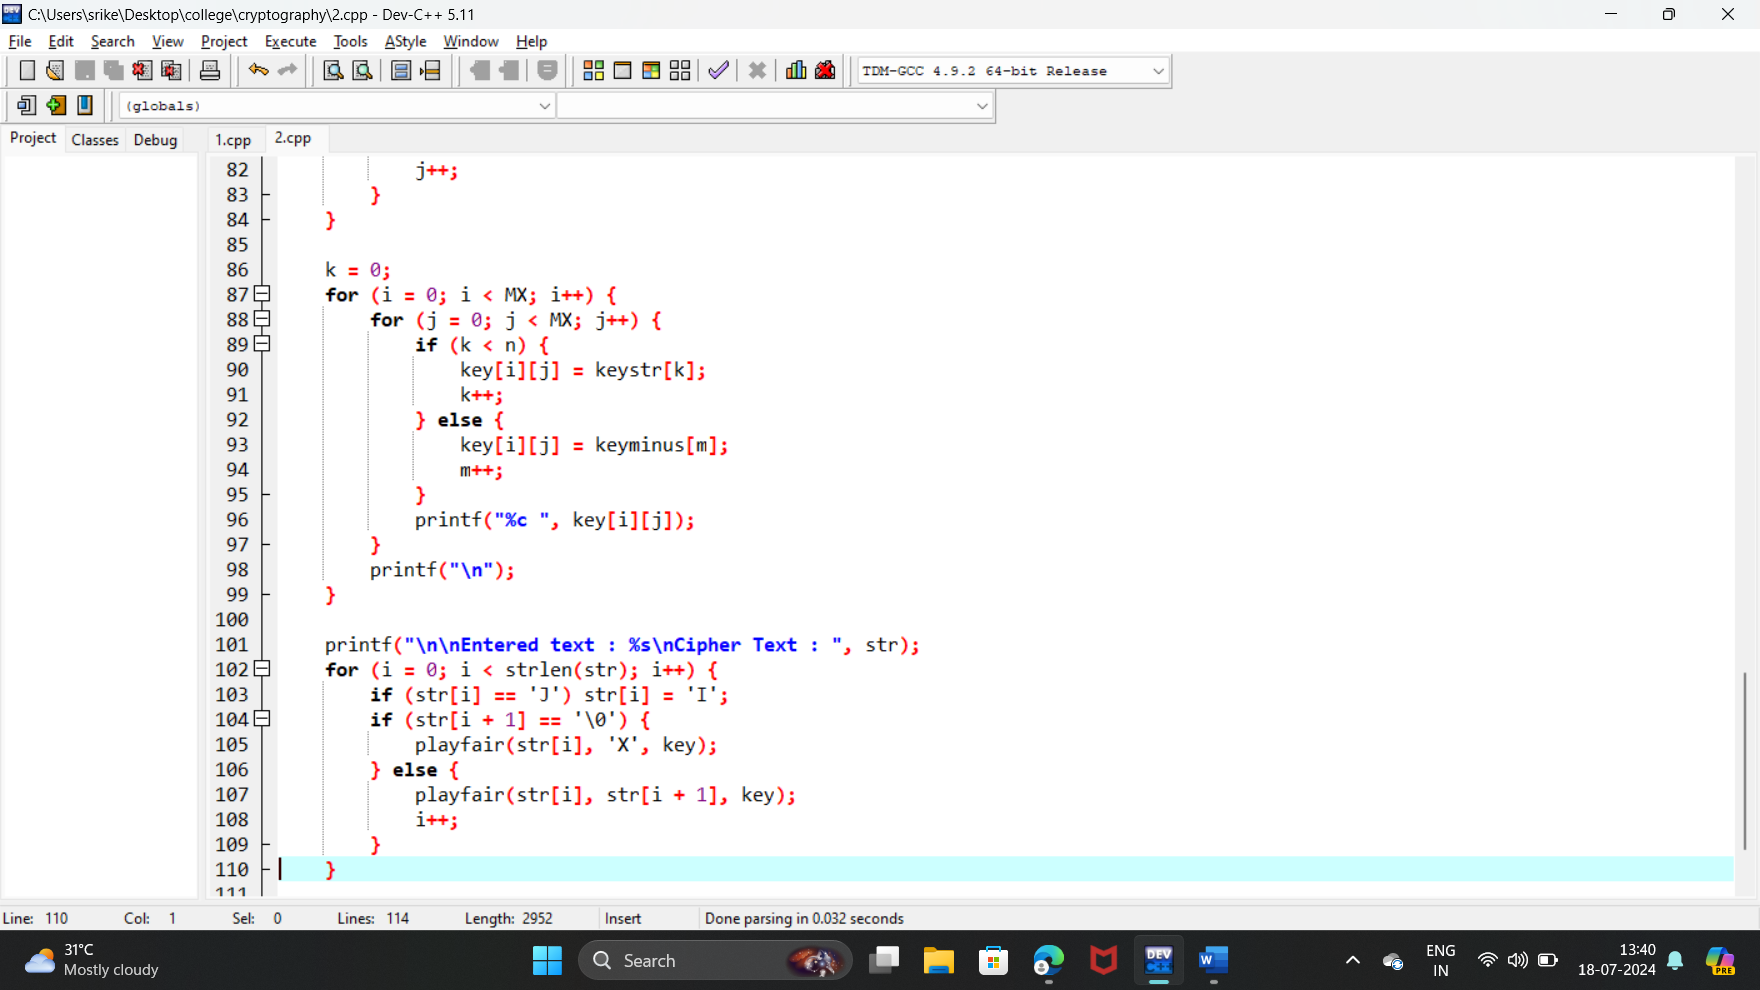 C:\Users\srike\Desktop\college\cryptography\2.cpp - Dev-C++ 5.11
File Edit Search View Project Execute Tools AStyle Window Help
TDM-GCC 4.9.2 64-bit Release
(globals)
Project Classes Debug 1.cpp 2.cpp
82 j++;
83 }
84 }
85
86 k = 0;
87 for (i = 0; i < MX; i++) {
88 for (j = 0; j < MX; j++) {
89 if (k < n) {
90 key[i][j] = keystr[k];
91 k++;
92 } else {
93 key[i][j] = keyminus[m];
94 m++;
95 }
96 printf("%c ", key[i][j]);
97 }
98 printf("\n");
99 }
100
101 printf("\n\nEntered text : %s\nCipher Text : ", str);
102 for (i = 0; i < strlen(str); i++) {
103 if (str[i] == 'J') str[i] = 'I';
104 if (str[i + 1] == '\0') {
105 playfair(str[i], 'X', key);
106 } else {
107 playfair(str[i], str[i + 1], key);
108 i++;
109 }
110 }
111
Line: 110 Col: 1 Sel: 0 Lines: 114 Length: 2952 Insert Done parsing in 0.032 seconds
31°C
Mostly cloudy
Search
DEV
C++
W
ENG
IN
13:40
18-07-2024
PRE